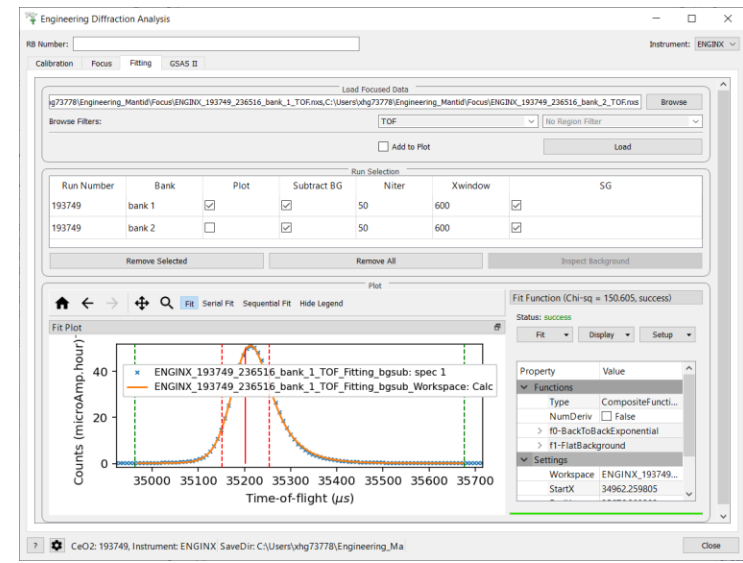 Engineering Diffraction Analysis
RB Number: Instrument: ENGINX
Calibration Focus Fitting GSAS II
Load Focused Data
g73778\Engineering_Mantid\Focus\ENGINX_193749_236516_bank_1_TOF.nxs,C:\Users\xhg73778\Engineering_Mantid\Focus\ENGINX_193749_236516_bank_2_TOF.nxs Browse
Browse Filters: TOF No Region Filter
Add to Plot Load
Run Selection
Run Number Bank Plot Subtract BG Niter Xwindow SG
193749 bank 1 50 600
193749 bank 2 50 600
Remove Selected Remove All Inspect Background
Plot
Fit Serial Fit Sequential Fit Hide Legend
Fit Function (Chi-sq = 150.605, success)
Status: success
Fit Display Setup
Fit Plot
Property Value
Functions
Type CompositeFuncti...
NumDeriv False
f0-BackToBackExponential
f1-FlatBackground
Settings
Workspace ENGINX_193749...
StartX 34962.259805
ENGINX_193749_236516_bank_1_TOF_Fitting_bgsub: spec 1
ENGINX_193749_236516_bank_1_TOF_Fitting_bgsub_Workspace: Calc
Counts (microAmp.hour)⁻¹
40
20
0
35000 35100 35200 35300 35400 35500 35600 35700
Time-of-flight (μs)
? CeO2: 193749, Instrument: ENGINX SaveDir: C:\Users\xhg73778\Engineering_Ma Close